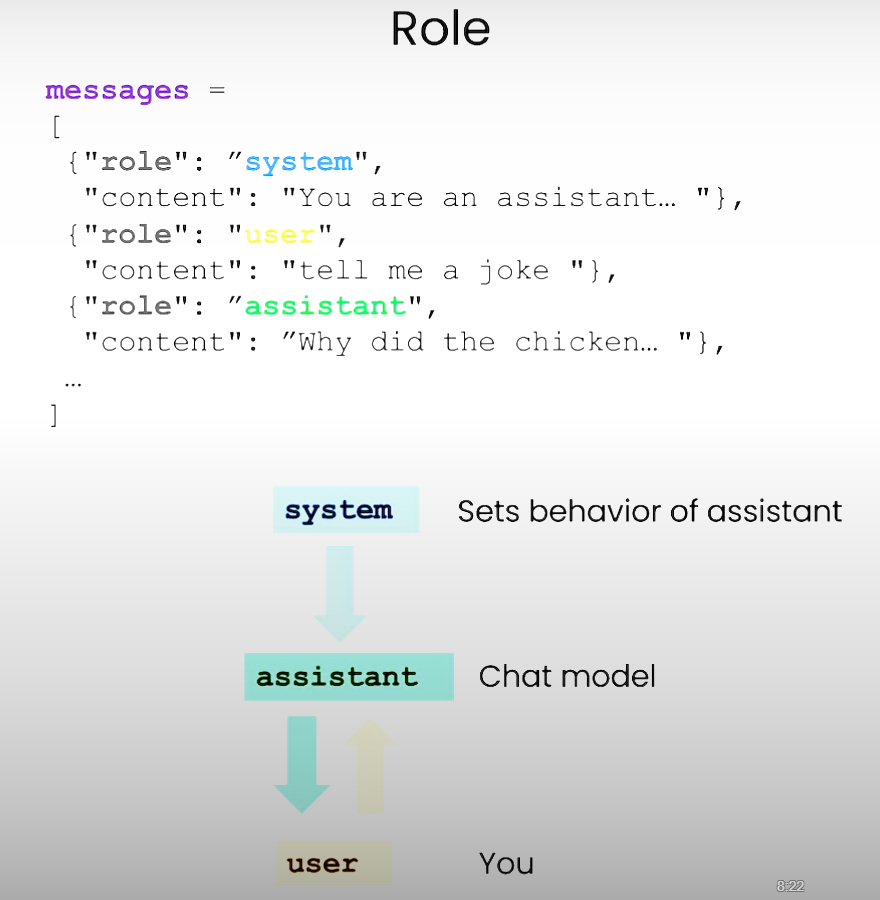 Role
messages =
[
{"role": ”system",
"content": "You are an assistant… "},
{"role": "user",
"content": "tell me a joke "},
{"role": ”assistant",
"content": ”Why did the chicken… "},
…
]
system Sets behavior of assistant
assistant Chat model
user You
8:22